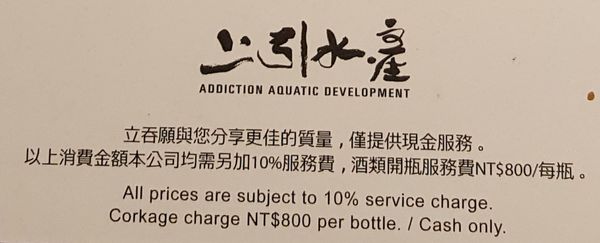 上引水產
ADDICTION AQUATIC DEVELOPMENT
立吞願與您分享更佳的質量，僅提供現金服務。
以上消費金額本公司均需另加10%服務費，酒類開瓶服務費NT$800/每瓶。
All prices are subject to 10% service charge.
Corkage charge NT$800 per bottle. / Cash only.